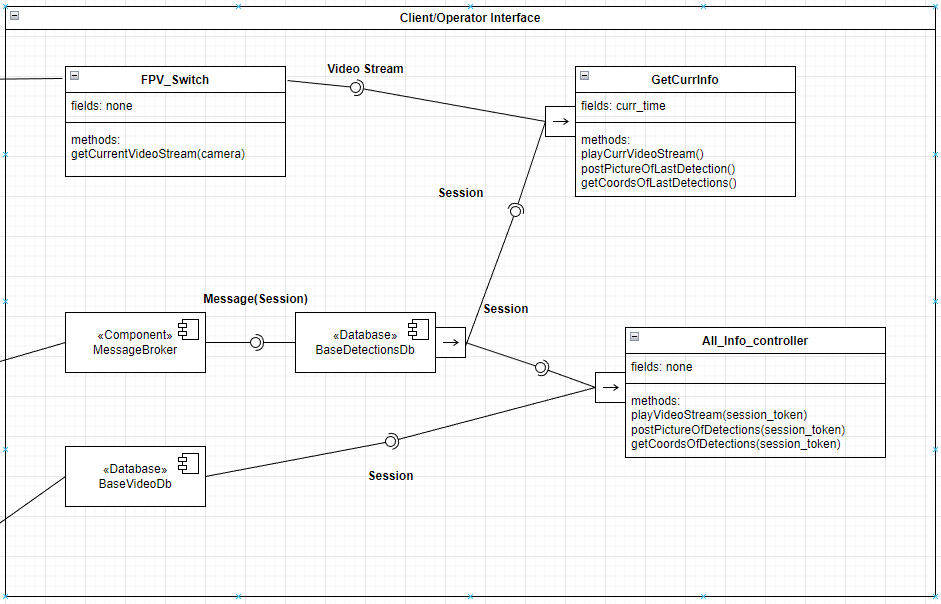 Client/Operator Interface
Video Stream
FPV_Switch
fields: none
methods:
getCurrentVideoStream(camera)
GetCurrInfo
fields: curr_time
methods:
playCurrVideoStream()
postPictureOfLastDetection()
getCoordsOfLastDetections()
Session
Message(Session)
Session
«Component»
MessageBroker
«Database»
BaseDetectionsDb
All_Info_controller
fields: none
methods:
playVideoStream(session_token)
postPictureOfDetections(session_token)
getCoordsOfDetections(session_token)
«Database»
BaseVideoDb
Session